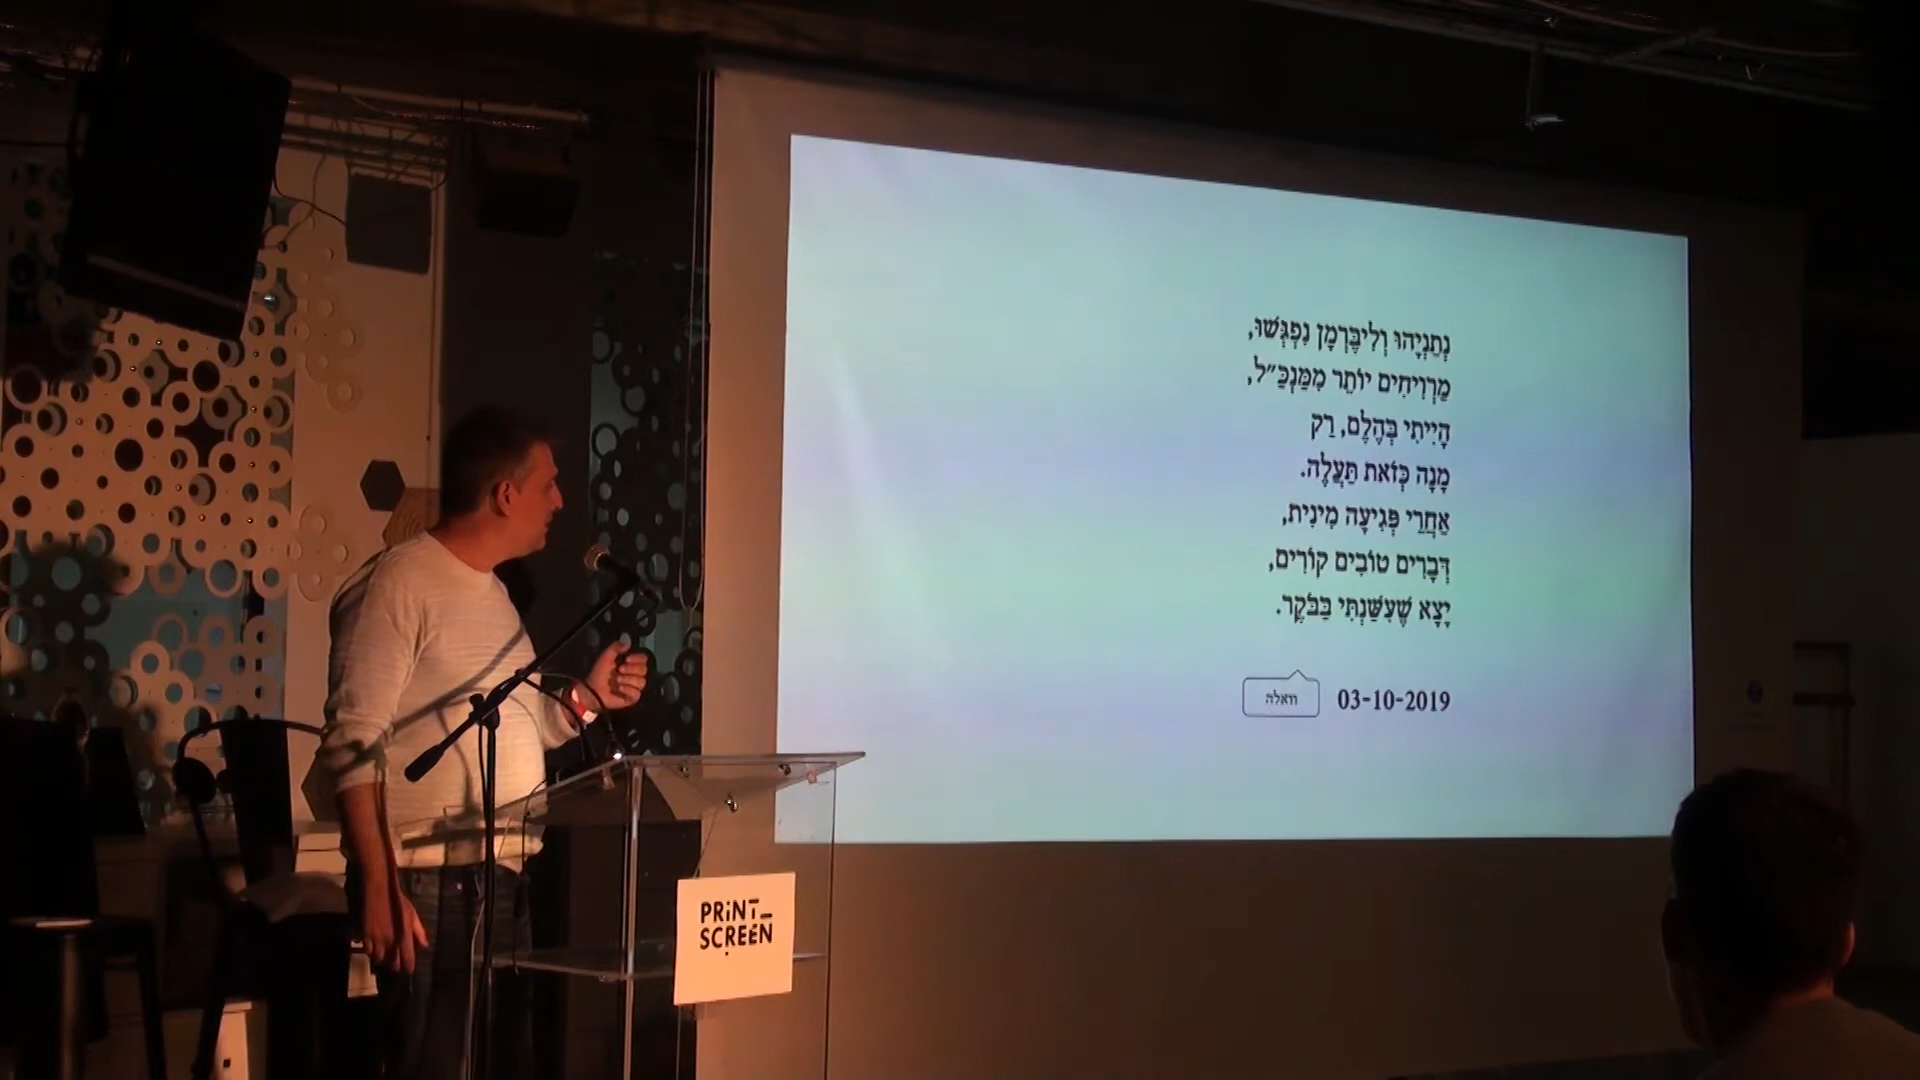 נְתַנְיָהוּ וְלִיבֶּרְמָן נִפְגְּשׁוּ,
מַרְוִיחִים יוֹתֵר מִמַּנְכַּ״ל,
הָיִיתִי בְּהֶלֶם, רַק
מָנָה כָּזֹאת תַּעֲלֶה.
אַחֲרֵי פְּגִיעָה מִינִית,
דְּבָרִים טוֹבִים קוֹרִים,
יָצָא שֶׁעִשַּׁנְתִּי בַּבֹּקֶר.
03-10-2019 וואלה
PRINT_
SCREEN